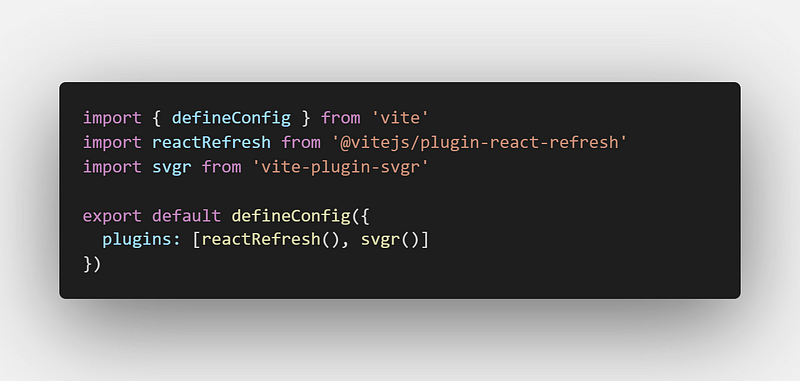 import { defineConfig } from 'vite'
import reactRefresh from '@vitejs/plugin-react-refresh'
import svgr from 'vite-plugin-svgr'

export default defineConfig({
  plugins: [reactRefresh(), svgr()]
})